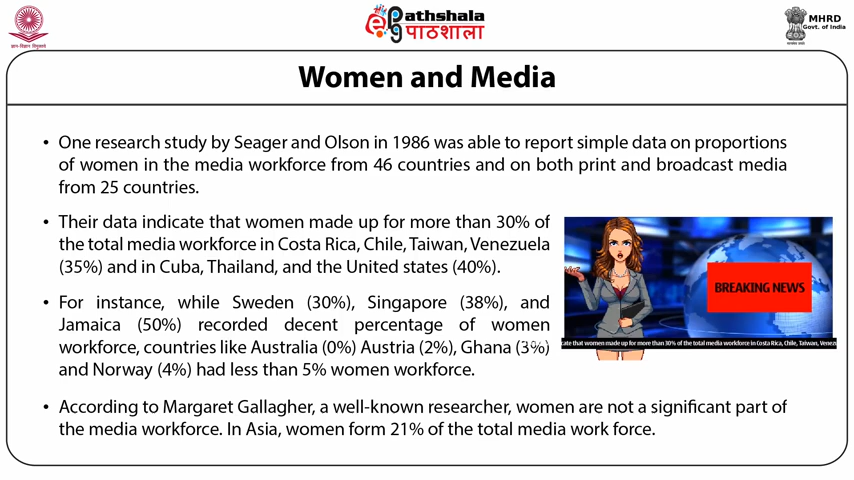 ज्ञान-विज्ञान विमुक्तये
Pathshala
पाठशाला
MHRD
Govt. of India
सत्यमेव जयते
Women and Media
• One research study by Seager and Olson in 1986 was able to report simple data on proportions
of women in the media workforce from 46 countries and on both print and broadcast media
from 25 countries.
• Their data indicate that women made up for more than 30% of
the total media workforce in Costa Rica, Chile, Taiwan, Venezuela
(35%) and in Cuba, Thailand, and the United states (40%).
BREAKING NEWS
• For instance, while Sweden (30%), Singapore (38%), and
Jamaica (50%) recorded decent percentage of women
workforce, countries like Australia (0%) Austria (2%), Ghana (3%)
and Norway (4%) had less than 5% women workforce.
cate that women made up for more than 30% of the total media workforce in Costa Rica, Chile, Taiwan, Venez
• According to Margaret Gallagher, a well-known researcher, women are not a significant part of
the media workforce. In Asia, women form 21% of the total media work force.